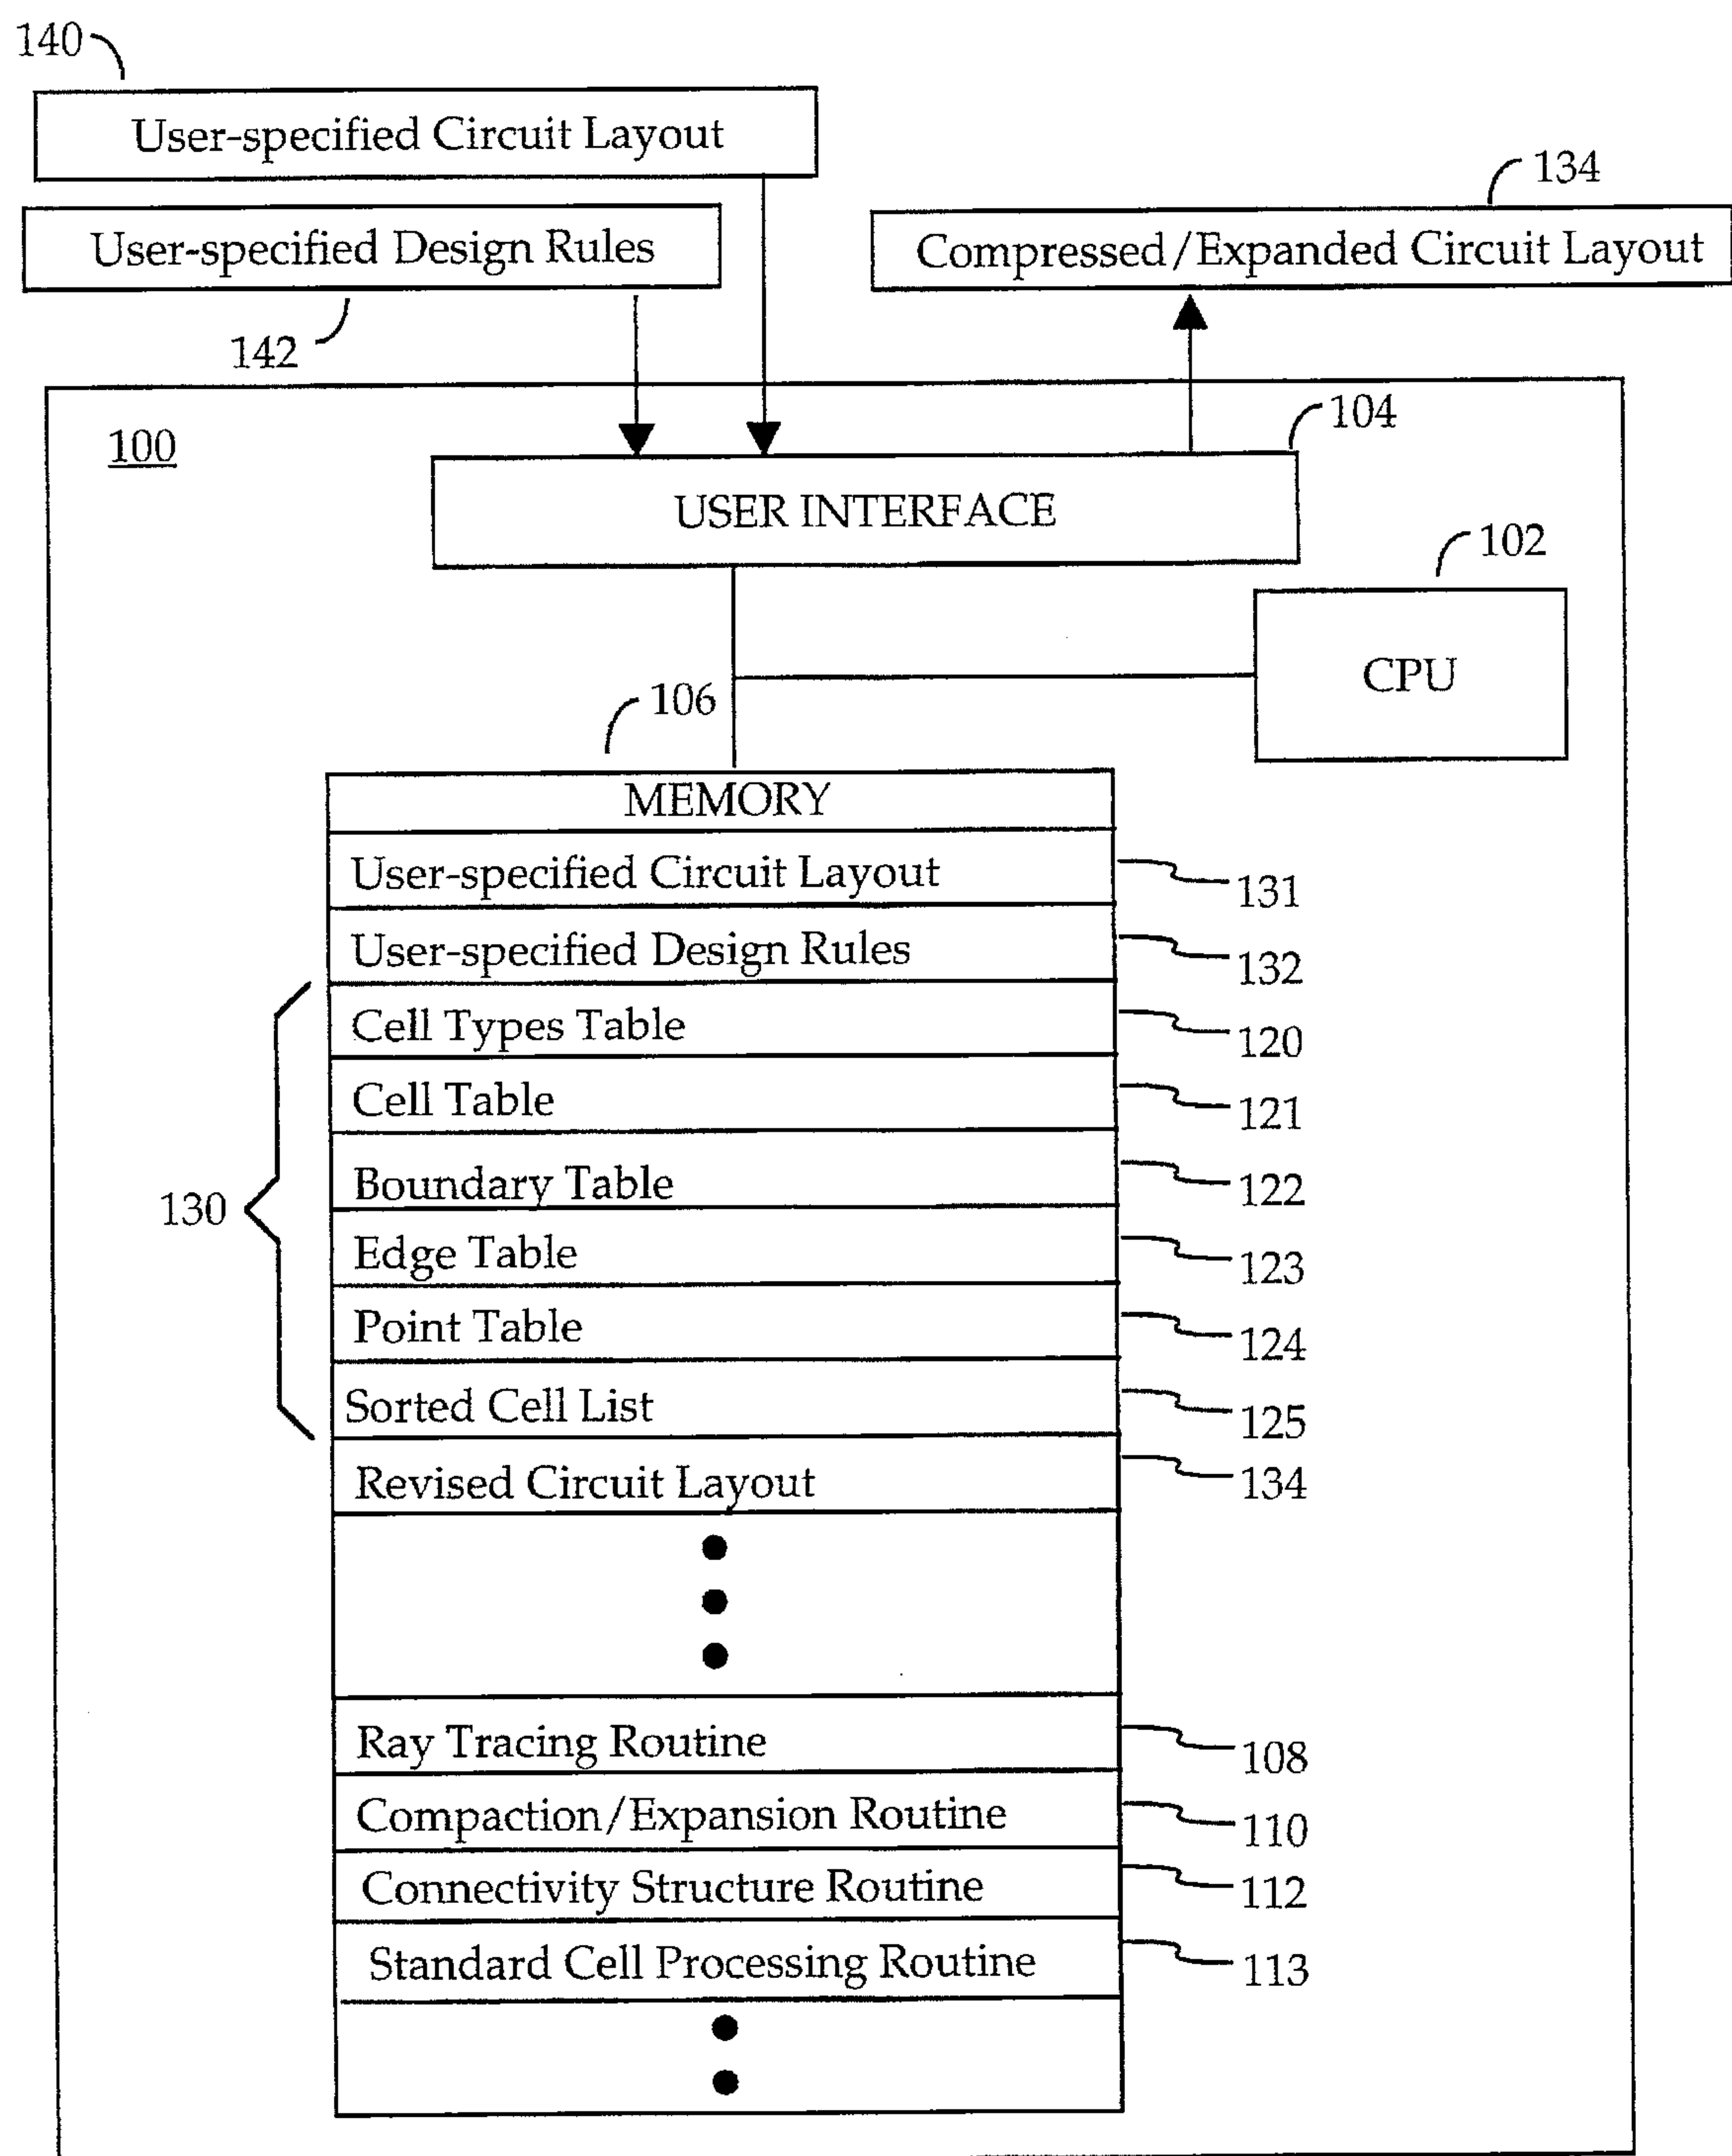 140
User-specified Circuit Layout
134
User-specified Design Rules
Compressed/Expanded Circuit Layout
142
104
100
USER INTERFACE
102
CPU
106
MEMORY
User-specified Circuit Layout
131
User-specified Design Rules
132
Cell Types Table
120
Cell Table
121
130
Boundary Table
122
Edge Table
123
Point Table
124
Sorted Cell List
125
Revised Circuit Layout
134
Ray Tracing Routine
108
Compaction/Expansion Routine
110
Connectivity Structure Routine
112
Standard Cell Processing Routine
113